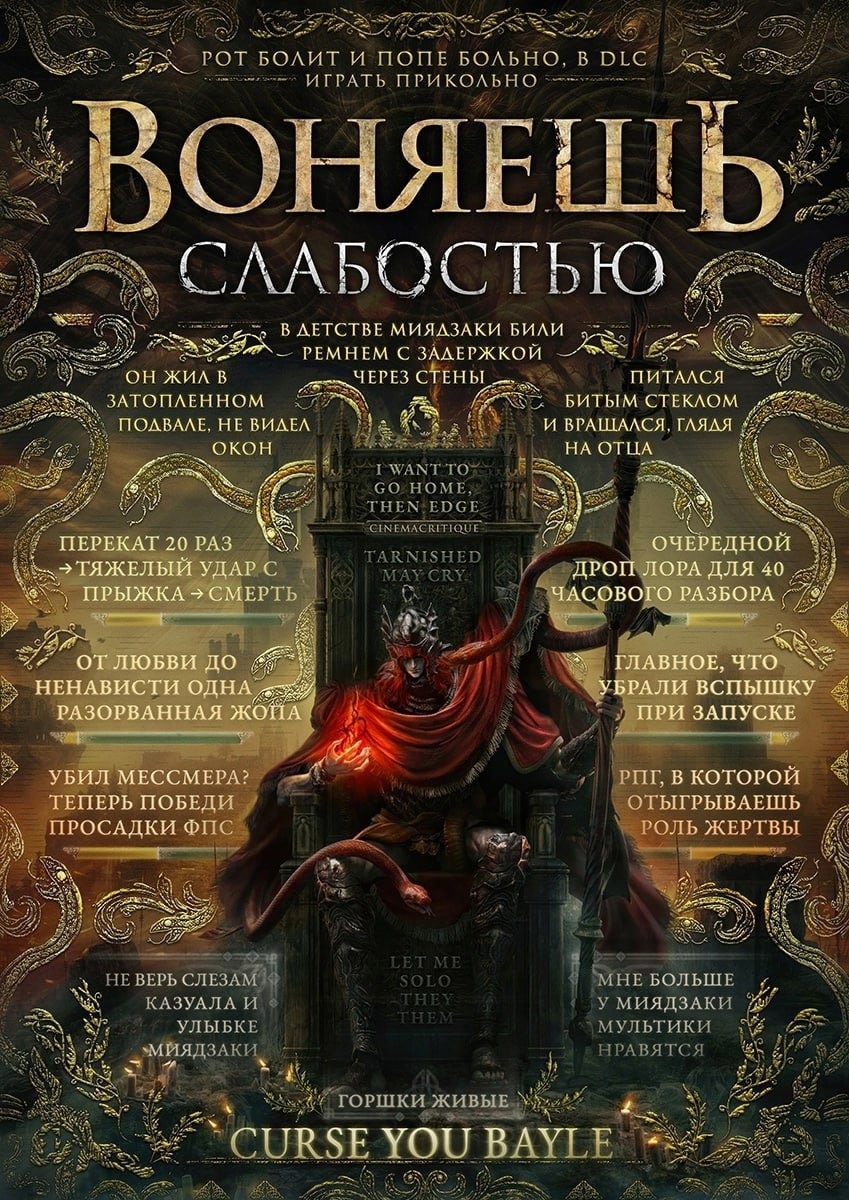 РОТ БОЛИТ И ПОПЕ БОЛЬНО, В DLC
ИГРАТЬ ПРИКОЛЬНО
ВОНЯЕШЬ
СЛАБОСТЬЮ
В ДЕТСТВЕ МИЯДЗАКИ БИЛИ
РЕМНЕМ С ЗАДЕРЖКОЙ
ЧЕРЕЗ СТЕНЫ
ОН ЖИЛ В
ЗАТОПЛЕННОМ
ПОДВАЛЕ, НЕ ВИДЕЛ
ОКОН
ПИТАЛСЯ
БИТЫМ СТЕКЛОМ
И ВРАЩАЛСЯ, ГЛЯДЯ
НА ОТЦА
I WANT TO
GO HOME,
THEN EDGE
CINEMACRITIQUE
TARNISHED
MAY CRY
ПЕРЕКАТ 20 РАЗ
→ТЯЖЕЛЫЙ УДАР С
ПРЫЖКА→СМЕРТЬ
ОЧЕРЕДНОЙ
ДРОП ЛОРА ДЛЯ 40
ЧАСОВОГО РАЗБОРА
ОТ ЛЮБВИ ДО
НЕНАВИСТИ ОДНА
РАЗОРВАННАЯ ЖОПА
ГЛАВНОЕ, ЧТО
УБРАЛИ ВСПЫШКУ
ПРИ ЗАПУСКЕ
УБИЛ МЕССМЕРА?
ТЕПЕРЬ ПОБЕДИ
ПРОСАДКИ ФПС
РПГ, В КОТОРОЙ
ОТЫГРЫВАЕШЬ
РОЛЬ ЖЕРТВЫ
LET ME
SOLO
THEY
THEM
НЕ ВЕРЬ СЛЕЗАМ
КАЗУАЛА И
УЛЫБКЕ
МИЯДЗАКИ
МНЕ БОЛЬШЕ
У МИЯДЗАКИ
МУЛЬТИКИ
НРАВЯТСЯ
ГОРШКИ ЖИВЫЕ
CURSE YOU BAYLE